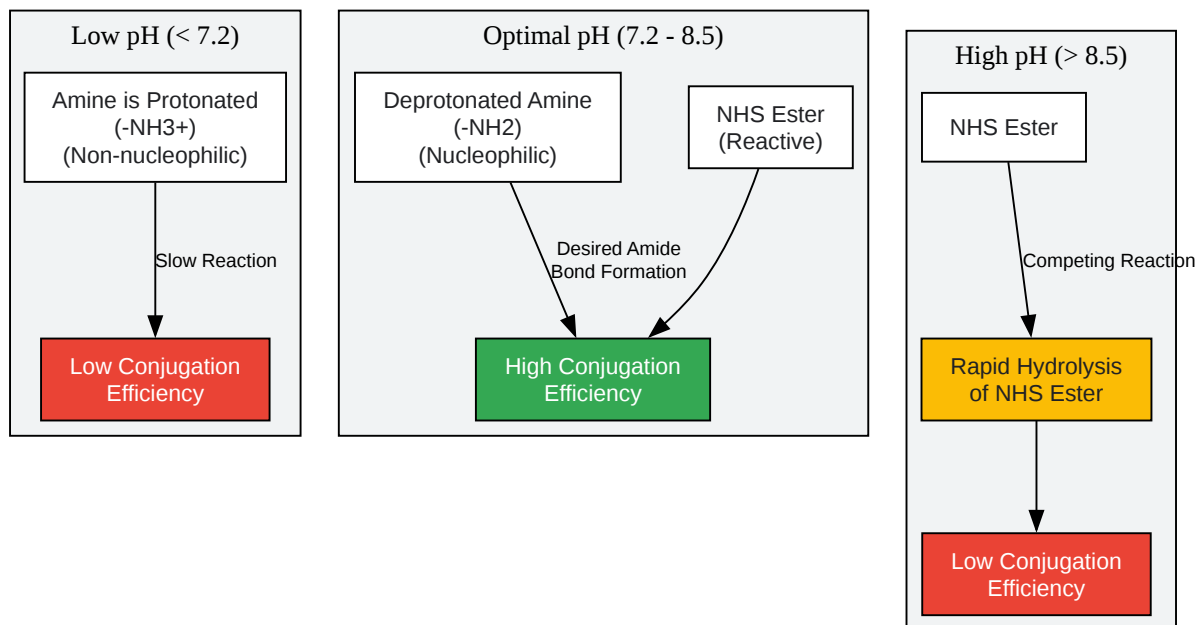 Low pH (< 7.2)
Amine is Protonated
(-NH3+)
(Non-nucleophilic)
Slow Reaction
Low Conjugation
Efficiency
Optimal pH (7.2 - 8.5)
Deprotonated Amine
(-NH2)
(Nucleophilic)
NHS Ester
(Reactive)
Desired Amide
Bond Formation
High Conjugation
Efficiency
High pH (> 8.5)
NHS Ester
Competing Reaction
Rapid Hydrolysis
of NHS Ester
Low Conjugation
Efficiency